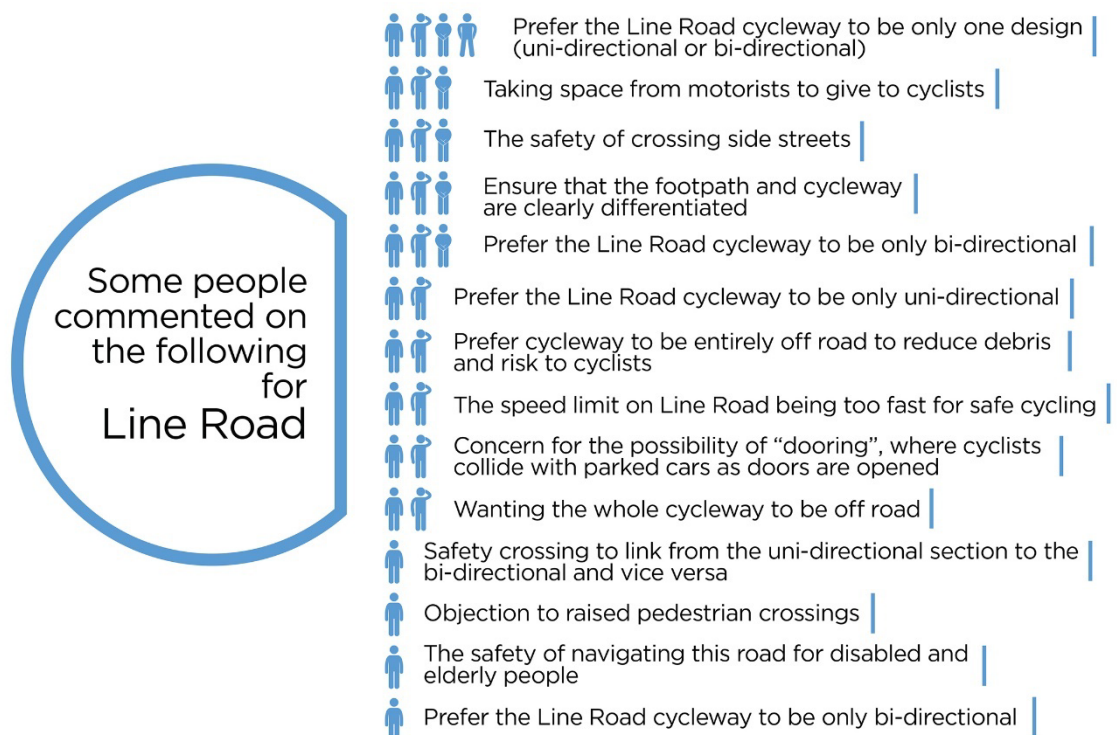 Some people
commented on
the following
for
Line Road
Prefer the Line Road cycleway to be only one design
(uni-directional or bi-directional)
Taking space from motorists to give to cyclists
The safety of crossing side streets
Ensure that the footpath and cycleway
are clearly differentiated
Prefer the Line Road cycleway to be only bi-directional
Prefer the Line Road cycleway to be only uni-directional
Prefer cycleway to be entirely off road to reduce debris
and risk to cyclists
The speed limit on Line Road being too fast for safe cycling
Concern for the possibility of “dooring”, where cyclists
collide with parked cars as doors are opened
Wanting the whole cycleway to be off road
Safety crossing to link from the uni-directional section to the
bi-directional and vice versa
Objection to raised pedestrian crossings
The safety of navigating this road for disabled and
elderly people
Prefer the Line Road cycleway to be only bi-directional